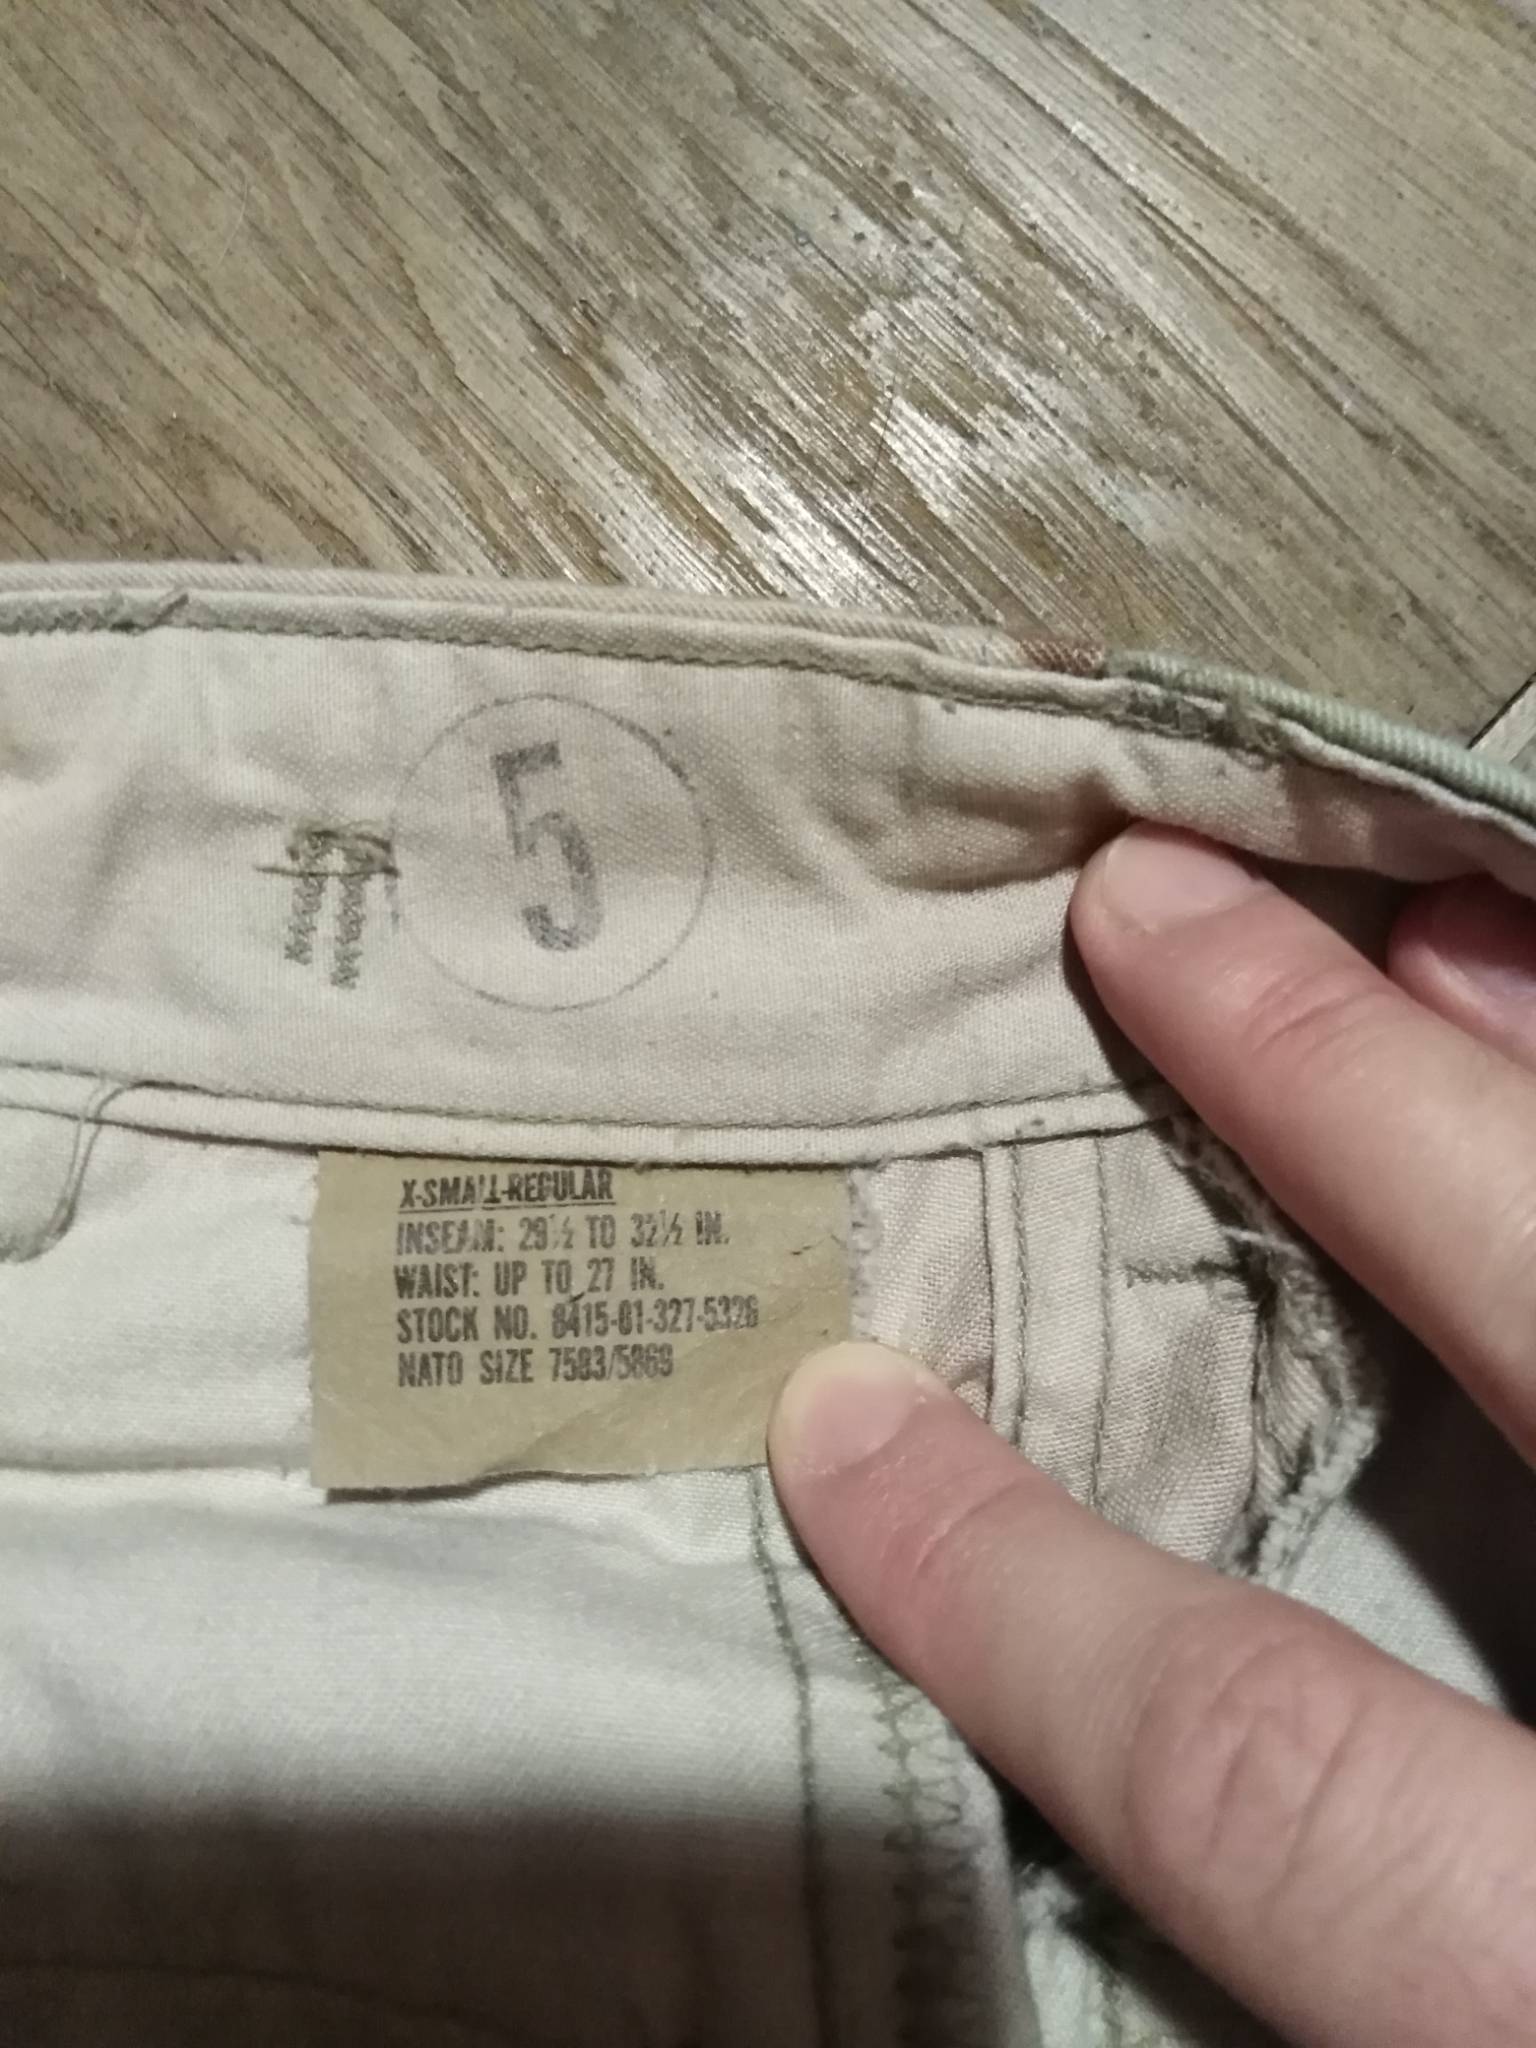 5
X-SMALL-REGULAR
INSEAM: 29½ TO 32½ IN.
WAIST: UP TO 27 IN.
STOCK NO. 8415-01-327-5326
NATO SIZE 7583/5869